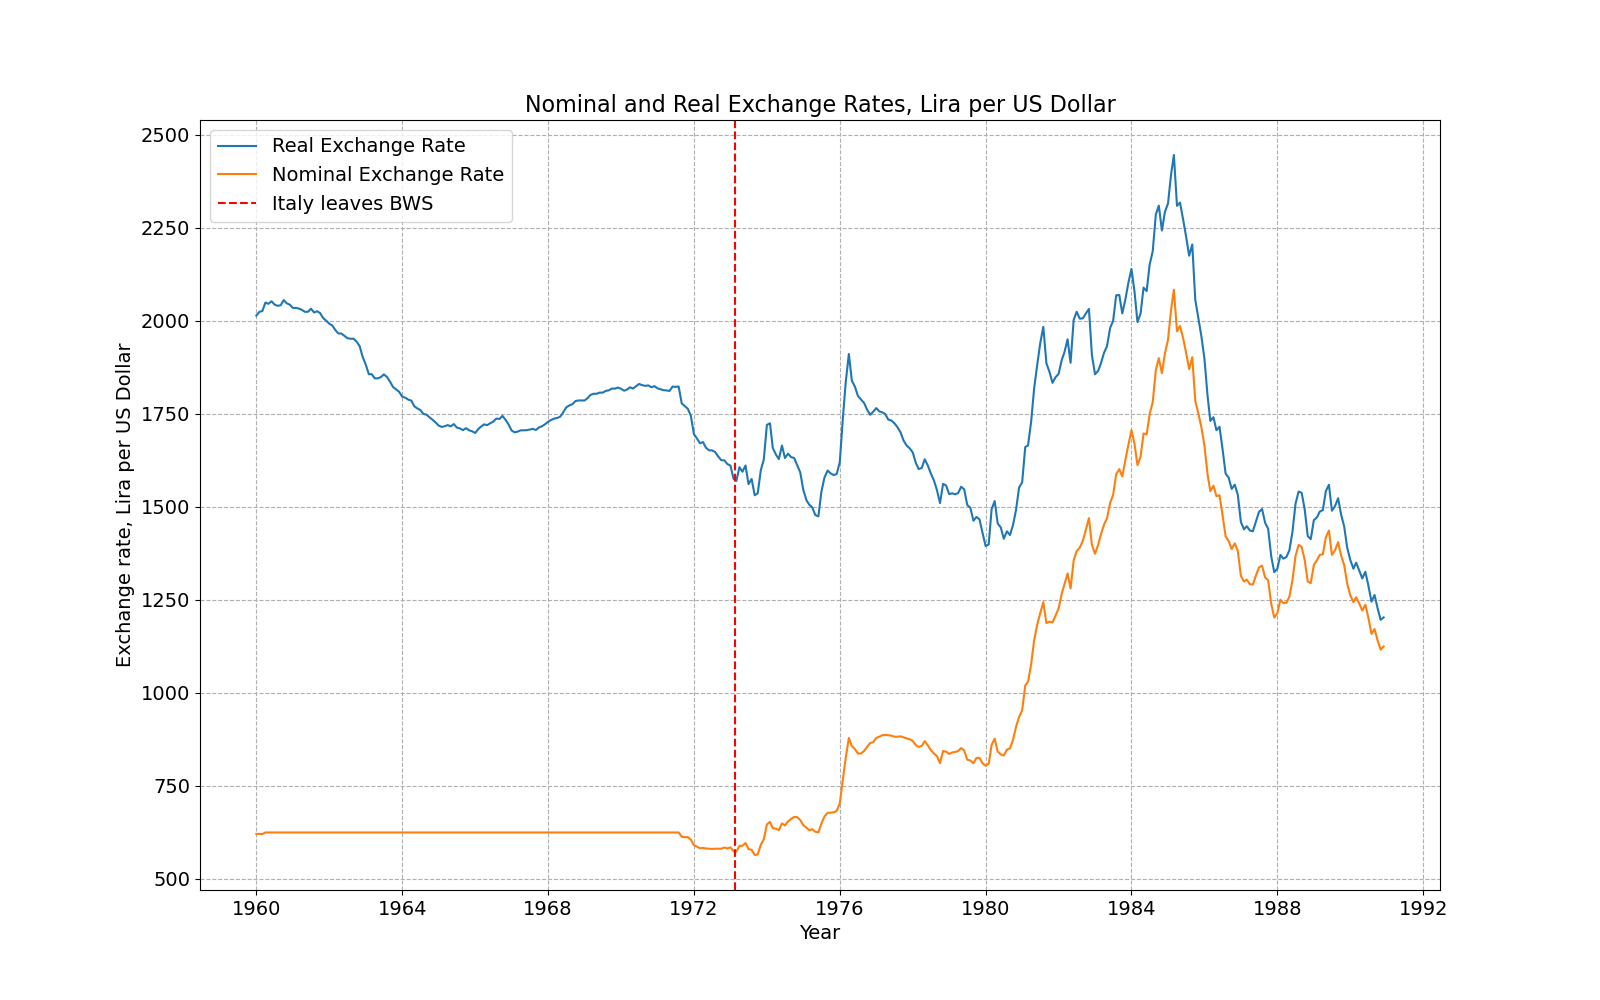 Nominal and Real Exchange Rates, Lira per US Dollar
Real Exchange Rate
Nominal Exchange Rate
Italy leaves BWS
2500
2250
2000
1750
1500
1250
1000
750
500
Exchange rate, Lira per US Dollar
1960 1964 1968 1972 1976 1980 1984 1988 1992
Year